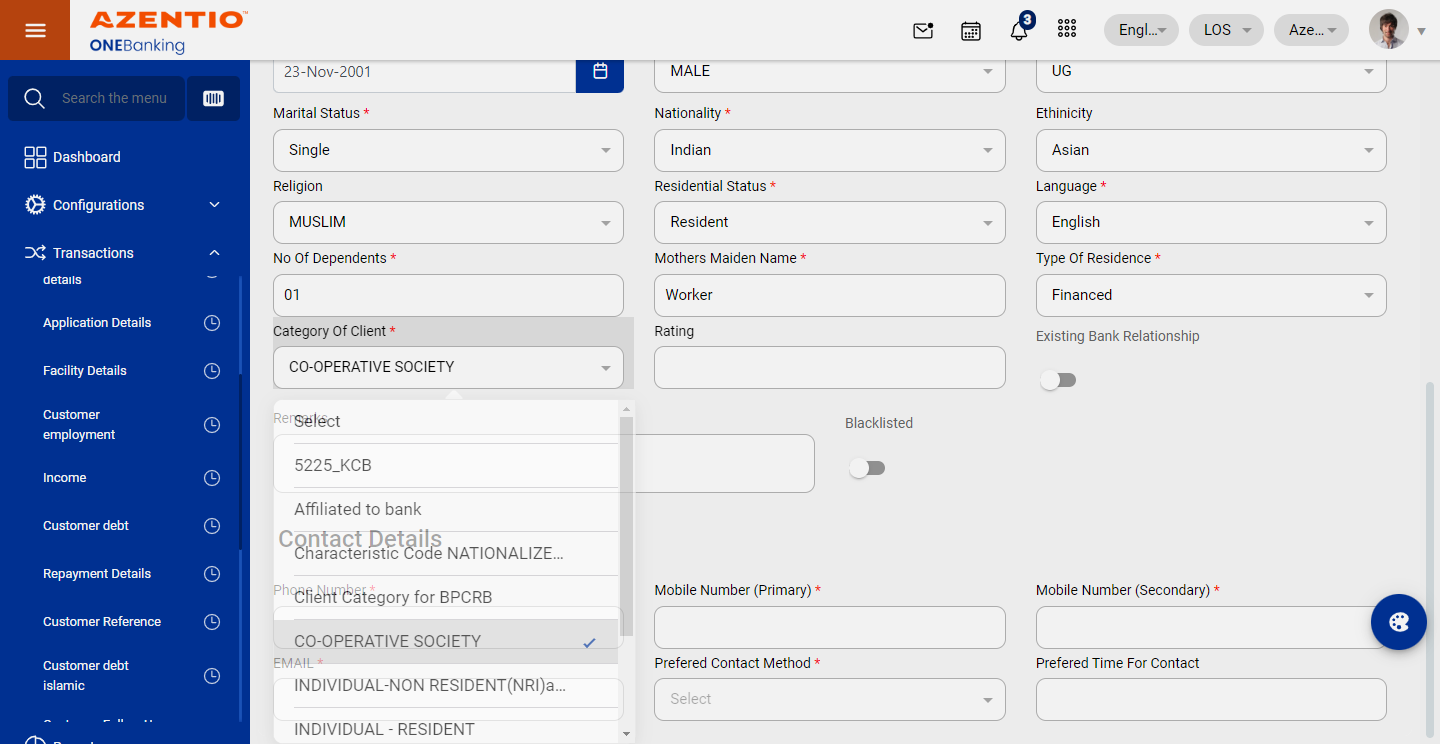 AZENTIO™
ONEBanking
3
Engl...
LOS
Aze...
Search the menu
Dashboard
Configurations
Transactions
details
Application Details
Facility Details
Customer
employment
Income
Customer debt
Repayment Details
Customer Reference
Customer debt
islamic
23-Nov-2001
MALE
UG
Marital Status *
Nationality *
Ethinicity
Single
Indian
Asian
Religion
Residential Status *
Language *
MUSLIM
Resident
English
No Of Dependents *
Mothers Maiden Name *
Type Of Residence *
01
Worker
Financed
Category Of Client *
Rating
Existing Bank Relationship
CO-OPERATIVE SOCIETY
Remarks
Blacklisted
Select
5225_KCB
Affiliated to bank
Contact Details
Characteristic Code NATIONALIZE...
Phone Number *
Mobile Number (Primary) *
Mobile Number (Secondary) *
Client Category for BPCRB
CO-OPERATIVE SOCIETY
EMAIL *
Prefered Contact Method *
Prefered Time For Contact
INDIVIDUAL-NON RESIDENT(NRI)a...
Select
INDIVIDUAL - RESIDENT